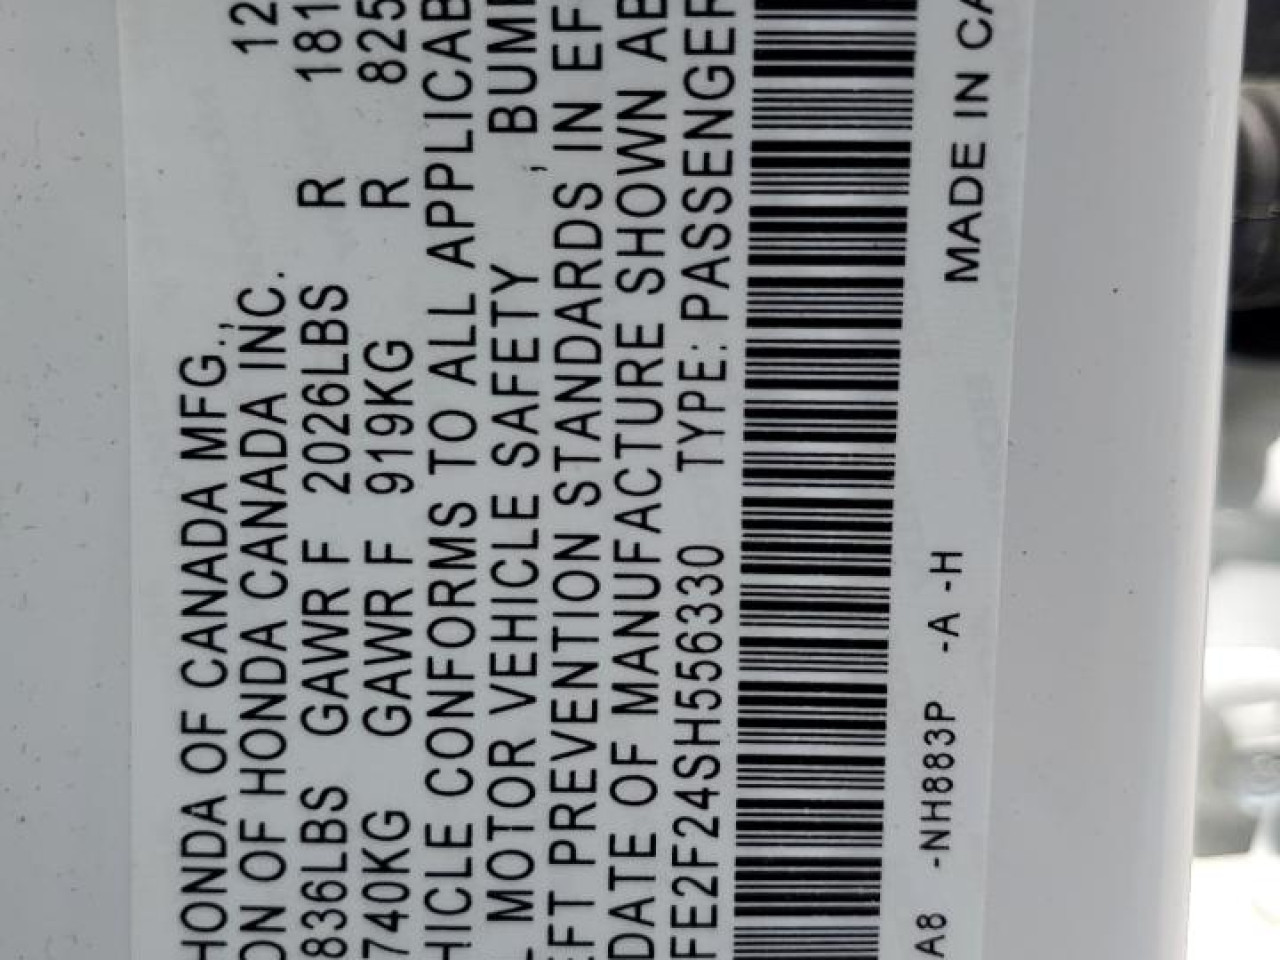 HONDA OF CANADA MFG.,
ON OF HONDA CANADA INC. 12
836LBS GAWR F 2026LBS R 181
740KG GAWR F 919KG R 825
HICLE CONFORMS TO ALL APPLICAB
L MOTOR VEHICLE SAFETY , BUM
EFT PREVENTION STANDARDS IN EF
DATE OF MANUFACTURE SHOWN AB
FE2F24SH556330 TYPE: PASSENGER
A8 -NH883P -A -H MADE IN CA